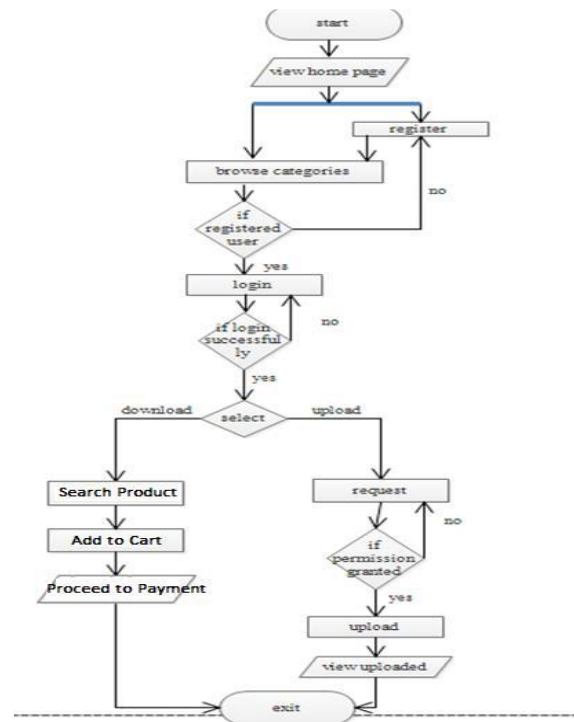 start
view home page
register
browse categories
no
if
registered
user
yes
login
no
if login
successful
ly
yes
download
select
upload
Search Product
request
Add to Cart
no
if
permission
granted
Proceed to Payment
yes
upload
view uploaded
exit